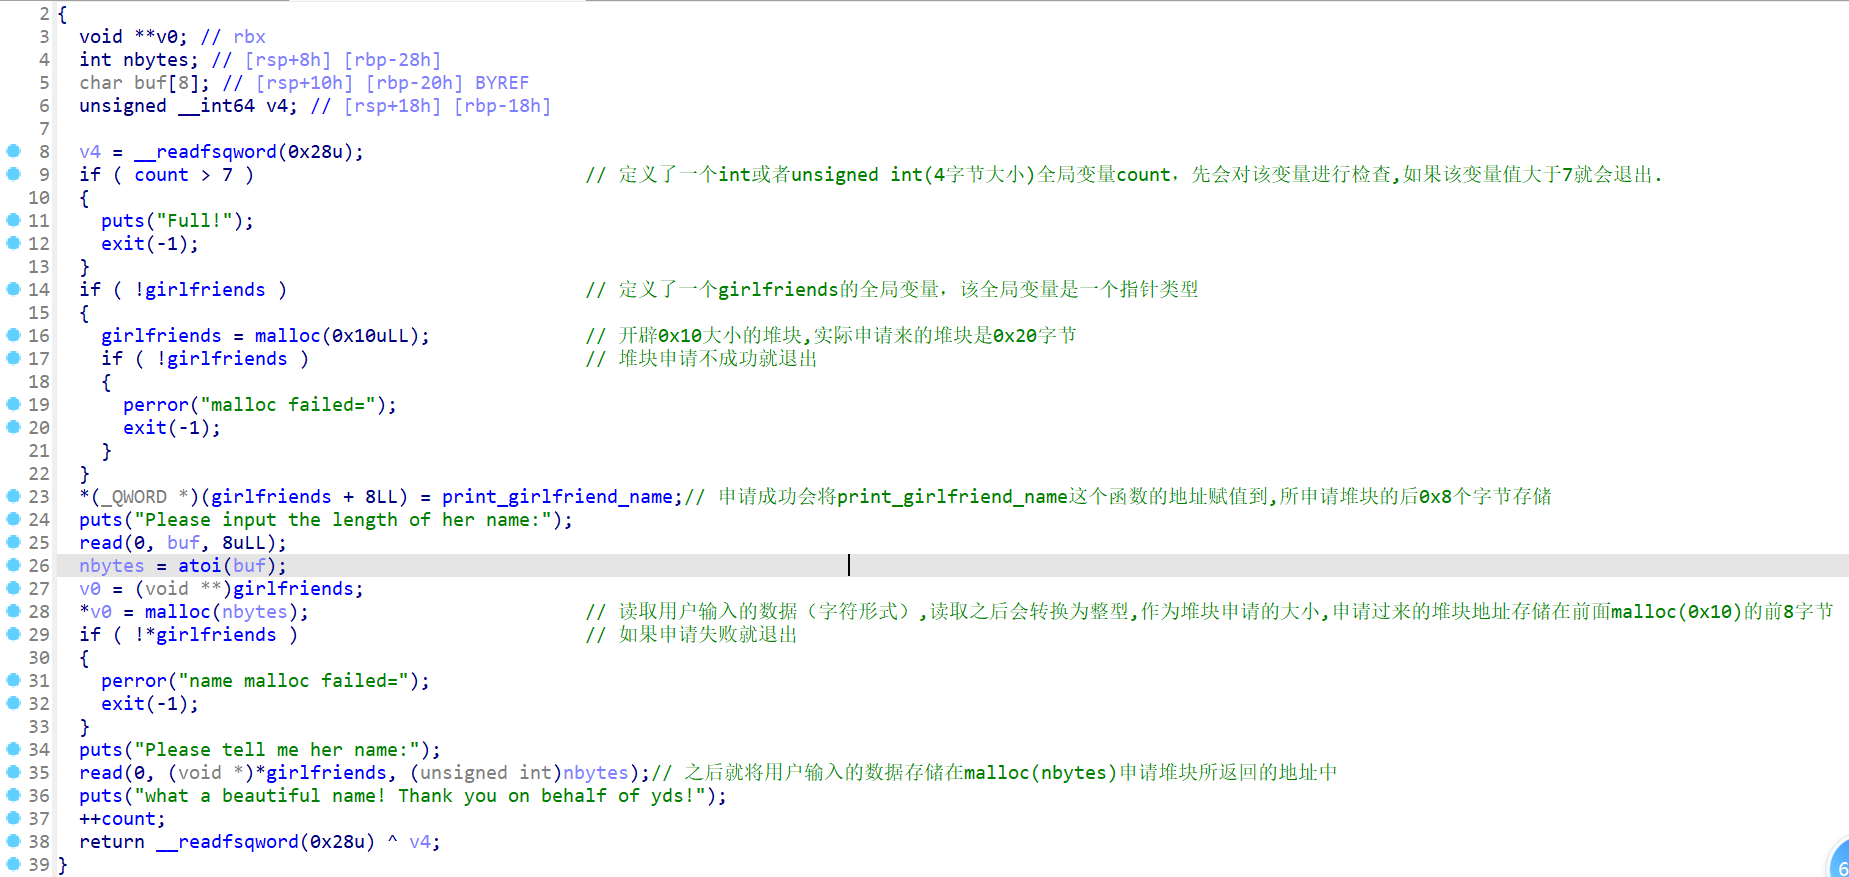 2 {
3 void **v0; // rbx
4 int nbytes; // [rsp+8h] [rbp-28h]
5 char buf[8]; // [rsp+10h] [rbp-20h] BYREF
6 unsigned __int64 v4; // [rsp+18h] [rbp-18h]
7
8 v4 = __readfsqword(0x28u);
9 if ( count > 7 ) // 定义了一个int或者unsigned int(4字节大小)全局变量count，先会对该变量进行检查,如果该变量值大于7就会退出.
10 {
11 puts("Full!");
12 exit(-1);
13 }
14 if ( !girlfriends ) // 定义了一个girlfriends的全局变量，该全局变量是一个指针类型
15 {
16 girlfriends = malloc(0x10uLL); // 开辟0x10大小的堆块,实际申请来的堆块是0x20字节
17 if ( !girlfriends ) // 堆块申请不成功就退出
18 {
19 perror("malloc failed=");
20 exit(-1);
21 }
22 }
23 *(_QWORD *)(girlfriends + 8LL) = print_girlfriend_name;// 申请成功会将print_girlfriend_name这个函数的地址赋值到,所申请堆块的后0x8个字节存储
24 puts("Please input the length of her name:");
25 read(0, buf, 8uLL);
26 nbytes = atoi(buf);
27 v0 = (void **)girlfriends;
28 *v0 = malloc(nbytes); // 读取用户输入的数据（字符形式）,读取之后会转换为整型,作为堆块申请的大小,申请过来的堆块地址存储在前面malloc(0x10)的前8字节
29 if ( !*girlfriends ) // 如果申请失败就退出
30 {
31 perror("name malloc failed=");
32 exit(-1);
33 }
34 puts("Please tell me her name:");
35 read(0, (void *)*girlfriends, (unsigned int)nbytes);// 之后就将用户输入的数据存储在malloc(nbytes)申请堆块所返回的地址中
36 puts("what a beautiful name! Thank you on behalf of yds!");
37 ++count;
38 return __readfsqword(0x28u) ^ v4;
39 }
6